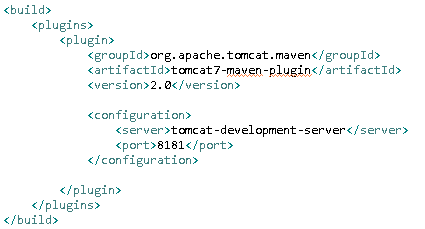 <build>
<plugins>
<plugin>
<groupId>org.apache.tomcat.maven</groupId>
<artifactId>tomcat7-maven-plugin</artifactId>
<version>2.0</version>
<configuration>
<server>tomcat-development-server</server>
<port>8181</port>
</configuration>
</plugin>
</plugins>
</build>